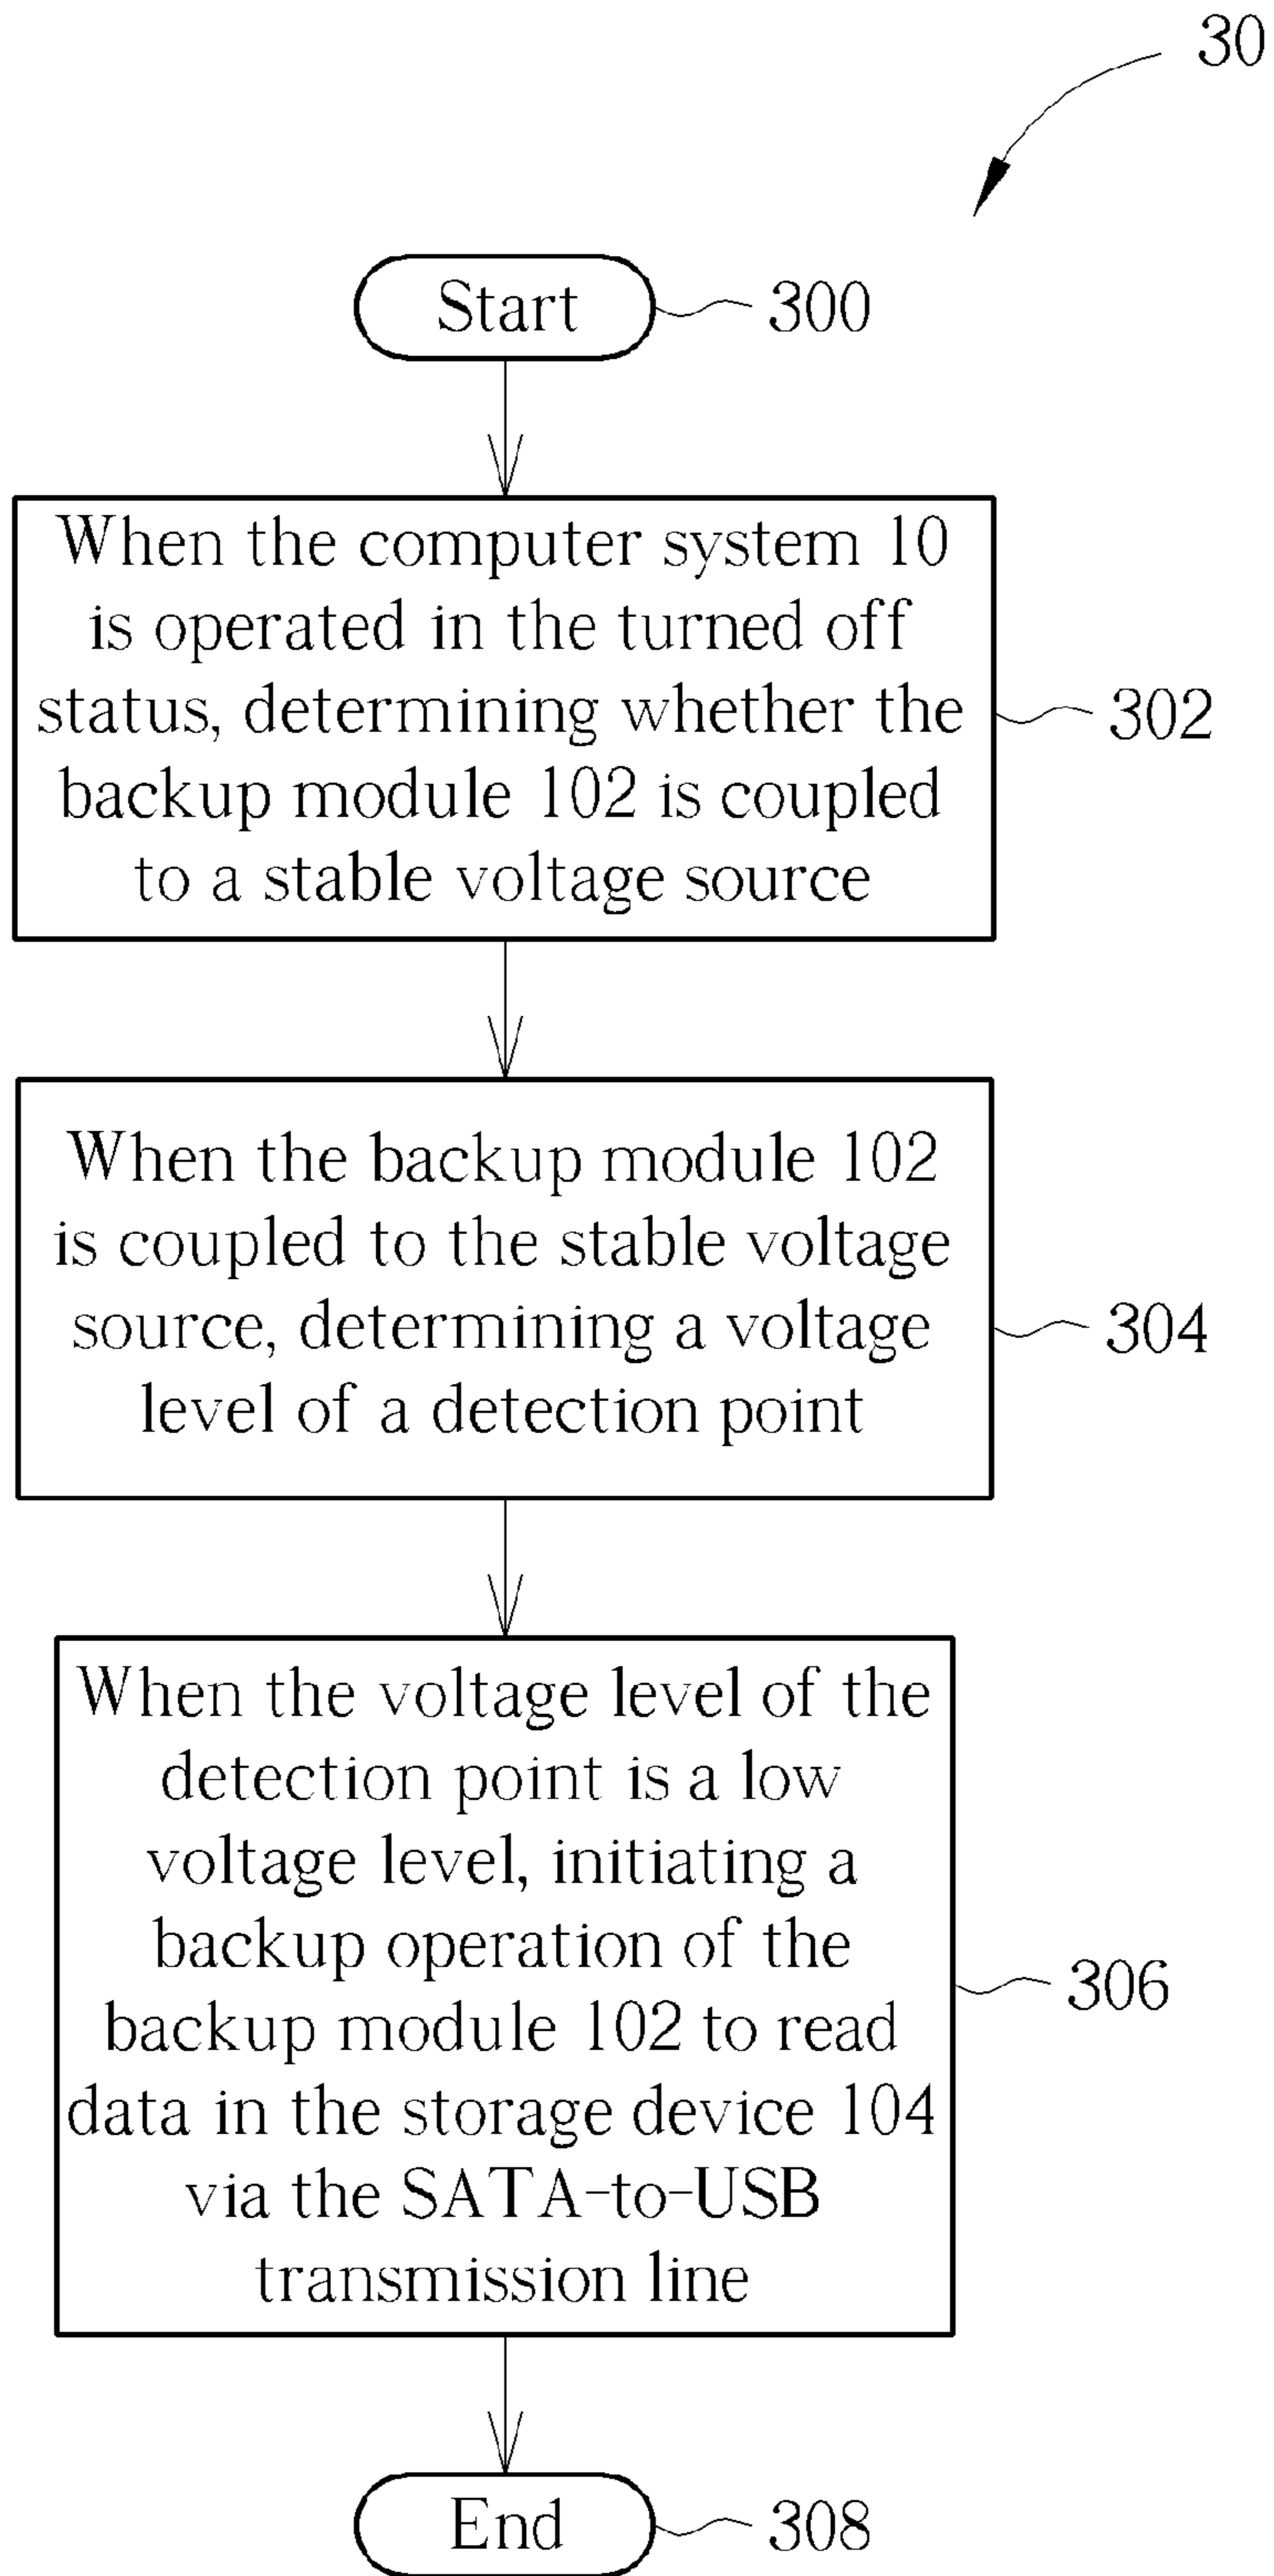 30
Start
300
When the computer system 10
is operated in the turned off
status, determining whether the
backup module 102 is coupled
to a stable voltage source
302
When the backup module 102
is coupled to the stable voltage
source, determining a voltage
level of a detection point
304
When the voltage level of the
detection point is a low
voltage level, initiating a
backup operation of the
backup module 102 to read
data in the storage device 104
via the SATA-to-USB
transmission line
306
End
308